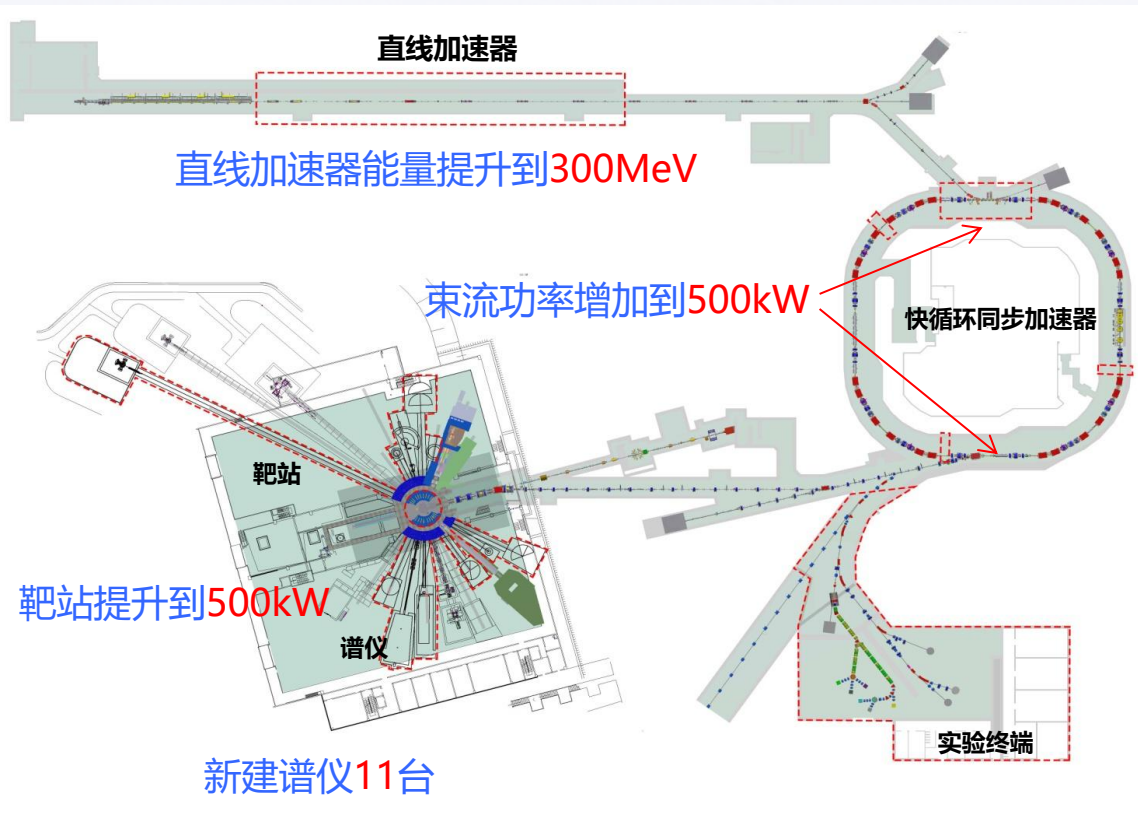 直线加速器
直线加速器能量提升到300MeV
束流功率增加到500kW
快循环同步加速器
靶站
靶站提升到500kW
谱仪
实验终端
新建谱仪11台